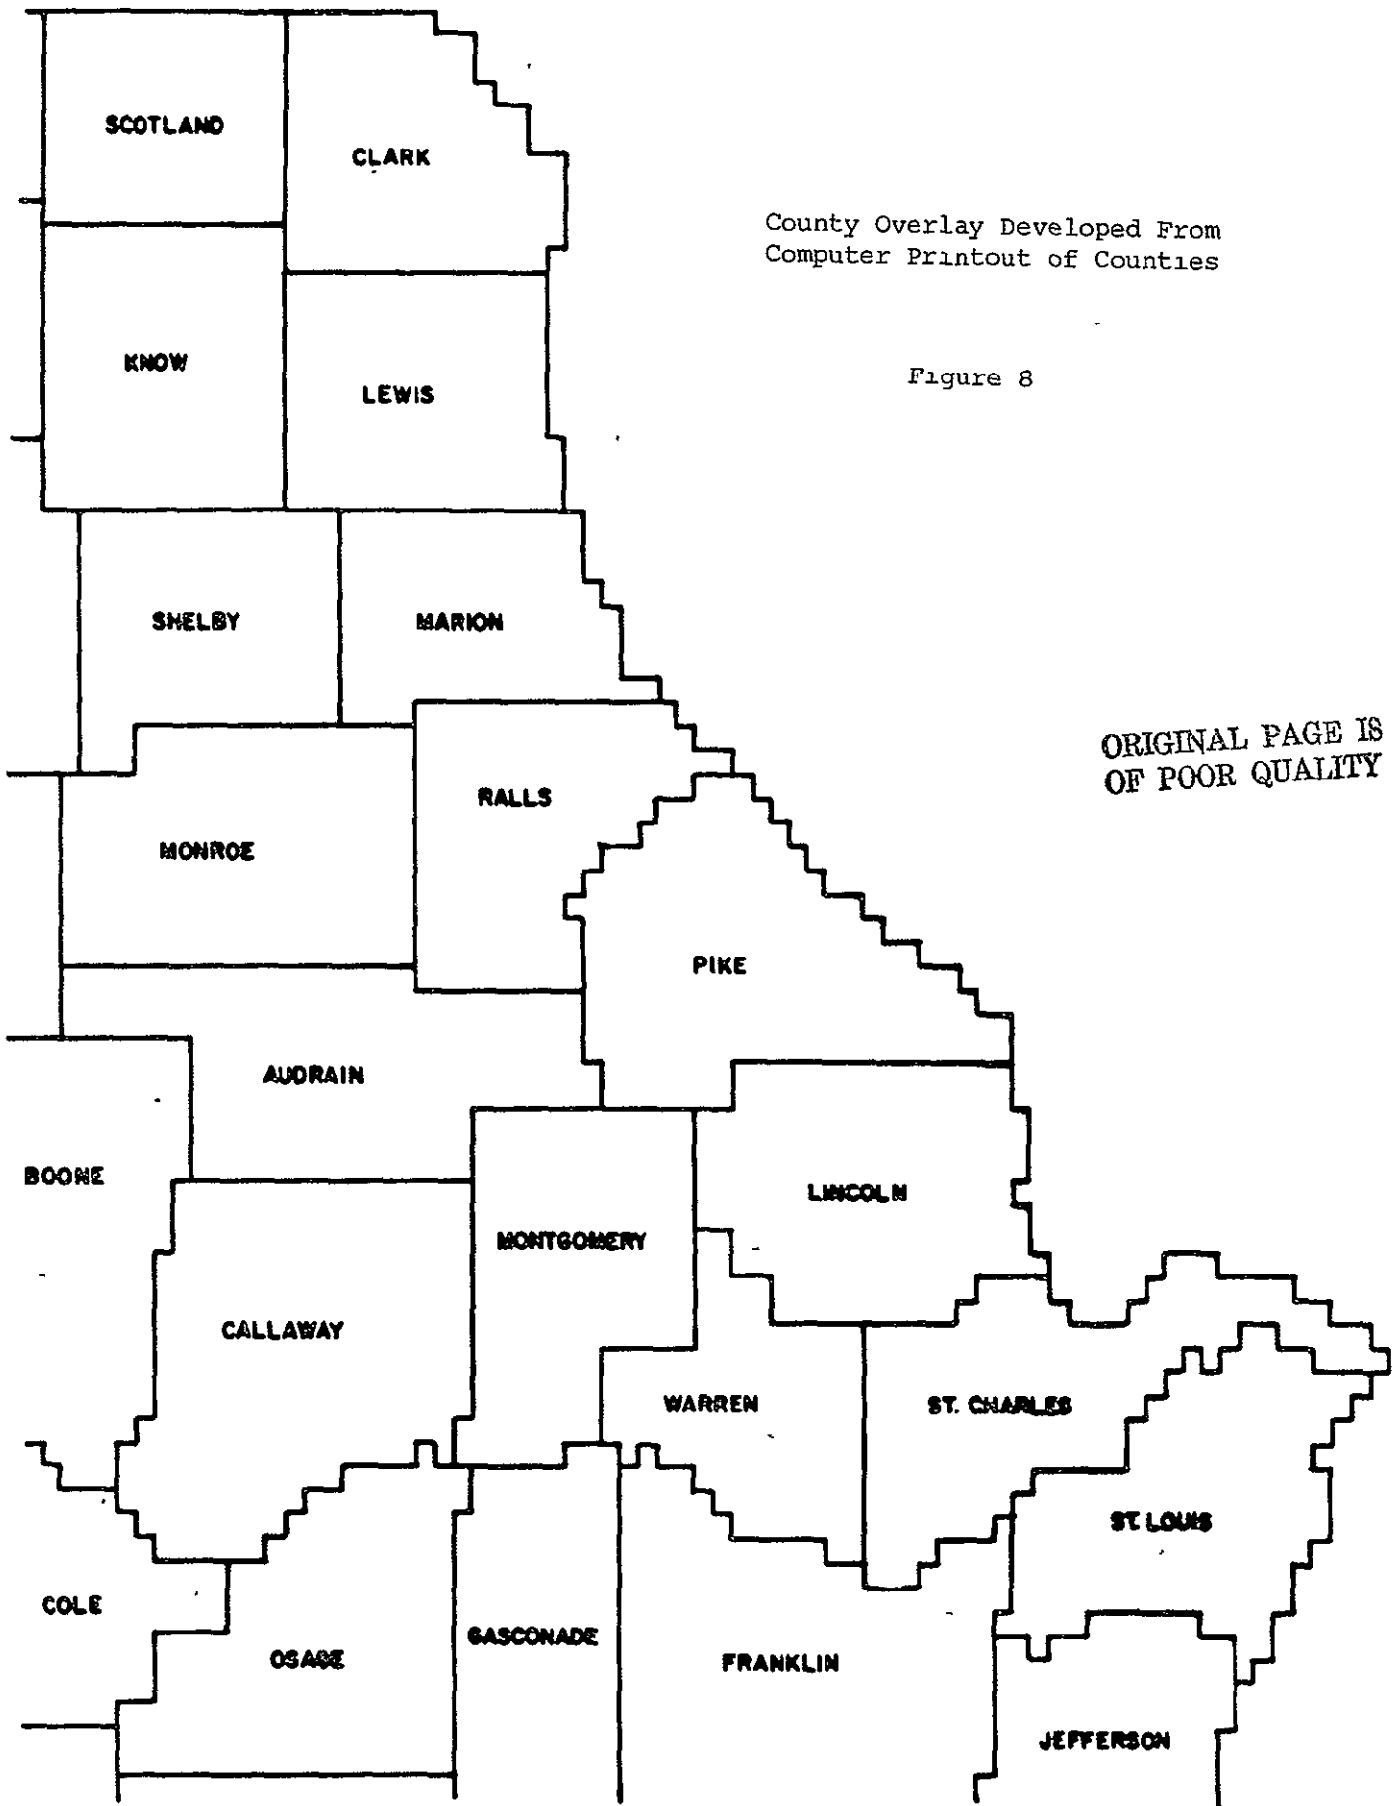 SCOTLAND
CLARK
County Overlay Developed From
Computer Printout of Counties
KNOW
LEWIS
Figure 8
SHELBY
MARION
ORIGINAL PAGE IS
OF POOR QUALITY
RALLS
MONROE
PIKE
AUDRAIN
BOONE
LINCOLN
MONTGOMERY
CALLAWAY
WARREN
ST. CHARLES
ST. LOUIS
COLE
GASCONADE
OSAGE
FRANKLIN
JEFFERSON